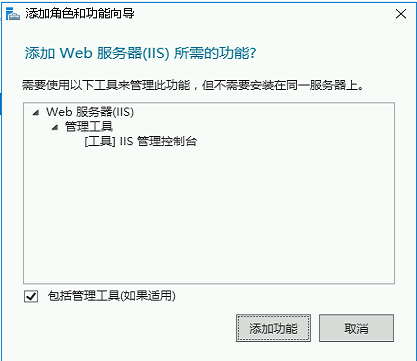 添加角色和功能向导
添加 Web 服务器(IIS) 所需的功能?
需要使用以下工具来管理此功能，但不需要安装在同一服务器上。
Web 服务器(IIS)
管理工具
[工具] IIS 管理控制台
包括管理工具(如果适用)
添加功能
取消